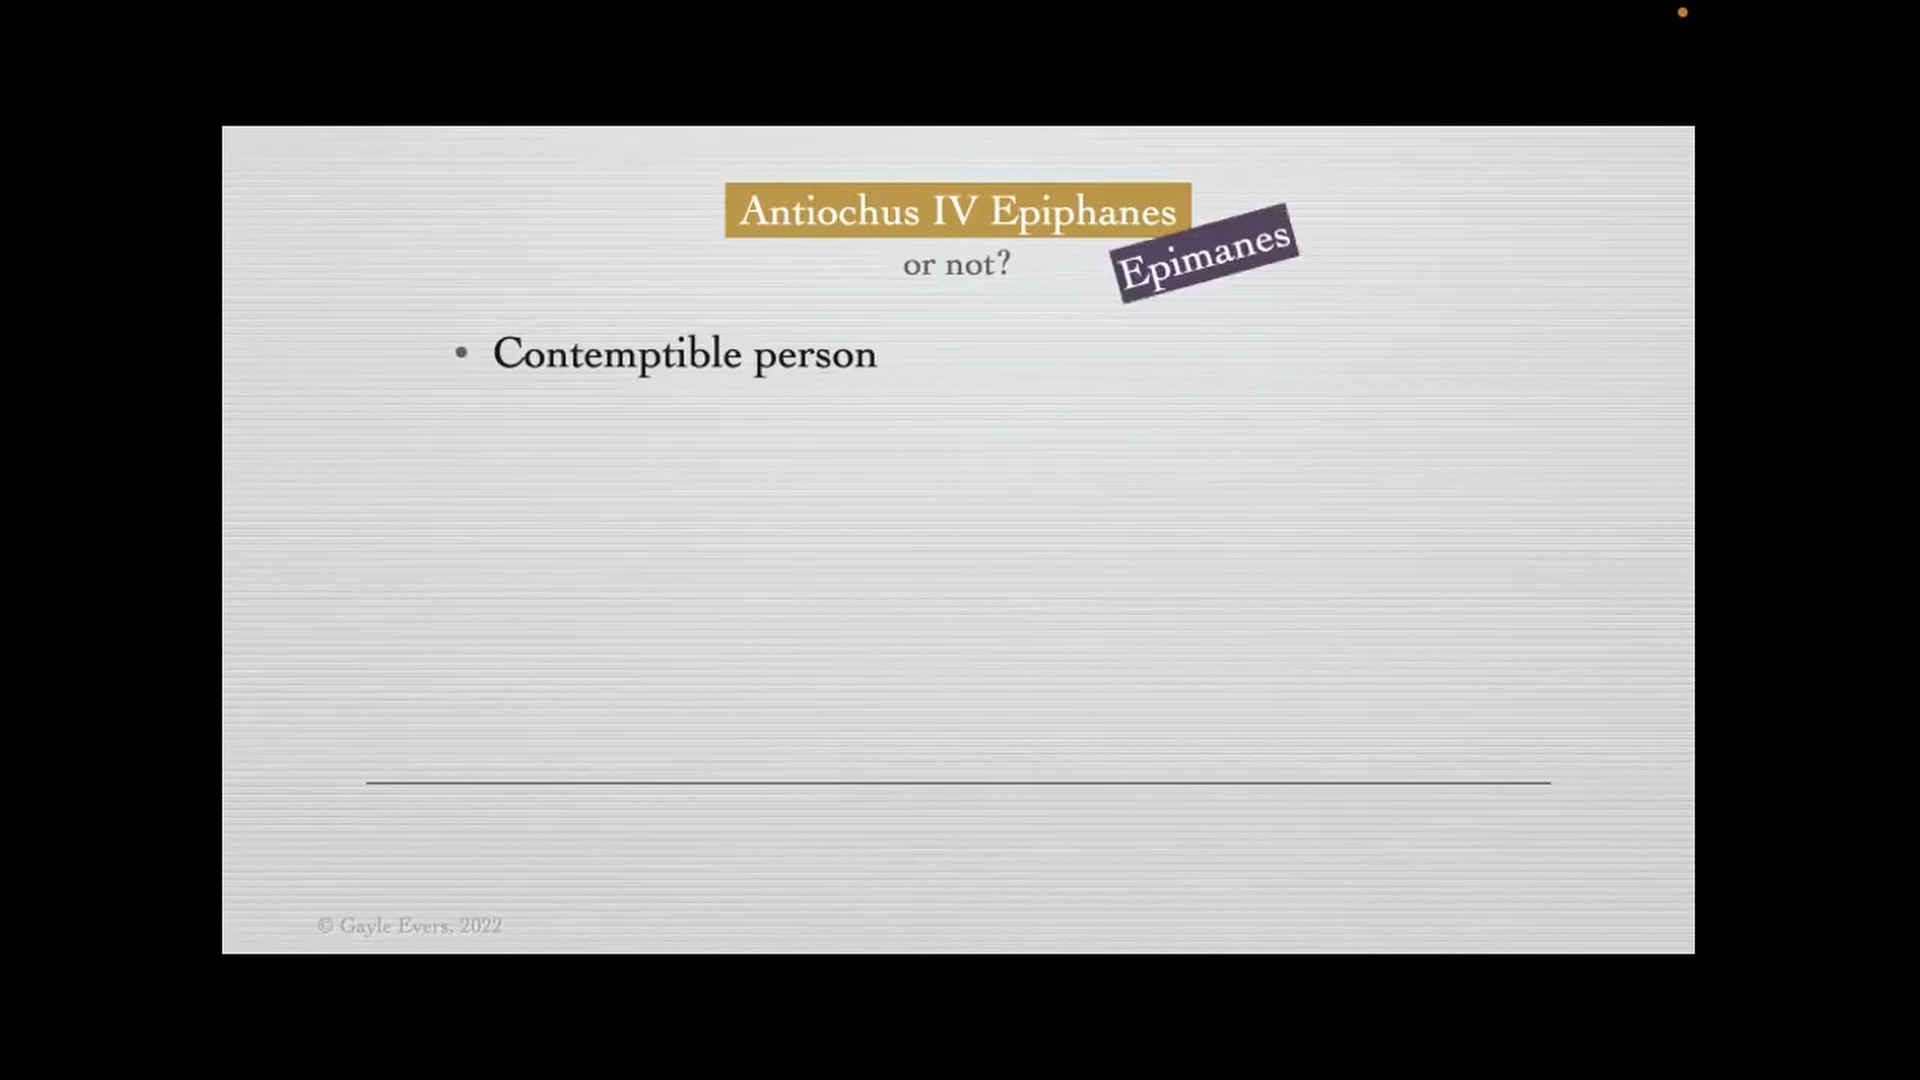 Antiochus IV Epiphanes
Epimanes
or not?
• Contemptible person
© Gayle Evers, 2022